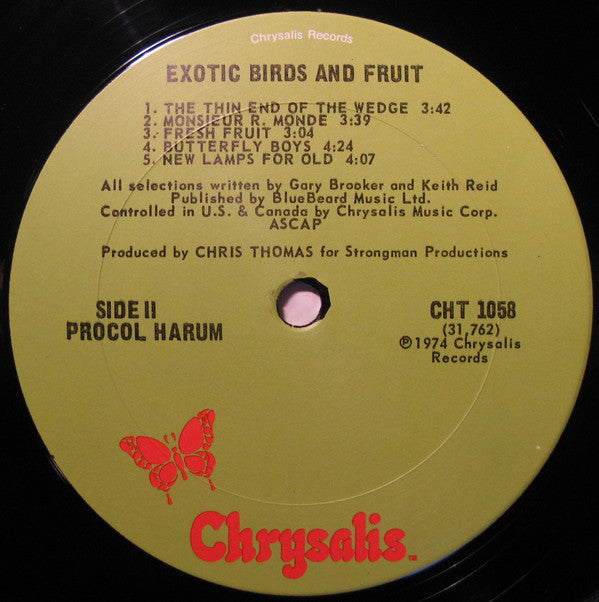 Chrysalis Records
EXOTIC BIRDS AND FRUIT
1. THE THIN END OF THE WEDGE 3:42
2. MONSIEUR R. MONDE 3:39
3. FRESH FRUIT 3:04
4. BUTTERFLY BOYS 4:24
5. NEW LAMPS FOR OLD 4:07
All selections written by Gary Brooker and Keith Reid
Published by BlueBeard Music Ltd.
Controlled in U.S. & Canada by Chrysalis Music Corp.
ASCAP
Produced by CHRIS THOMAS for Strongman Productions
SIDE II
PROCOL HARUM
CHT 1058
(31,762)
℗1974 Chrysalis
Records
Chrysalis™